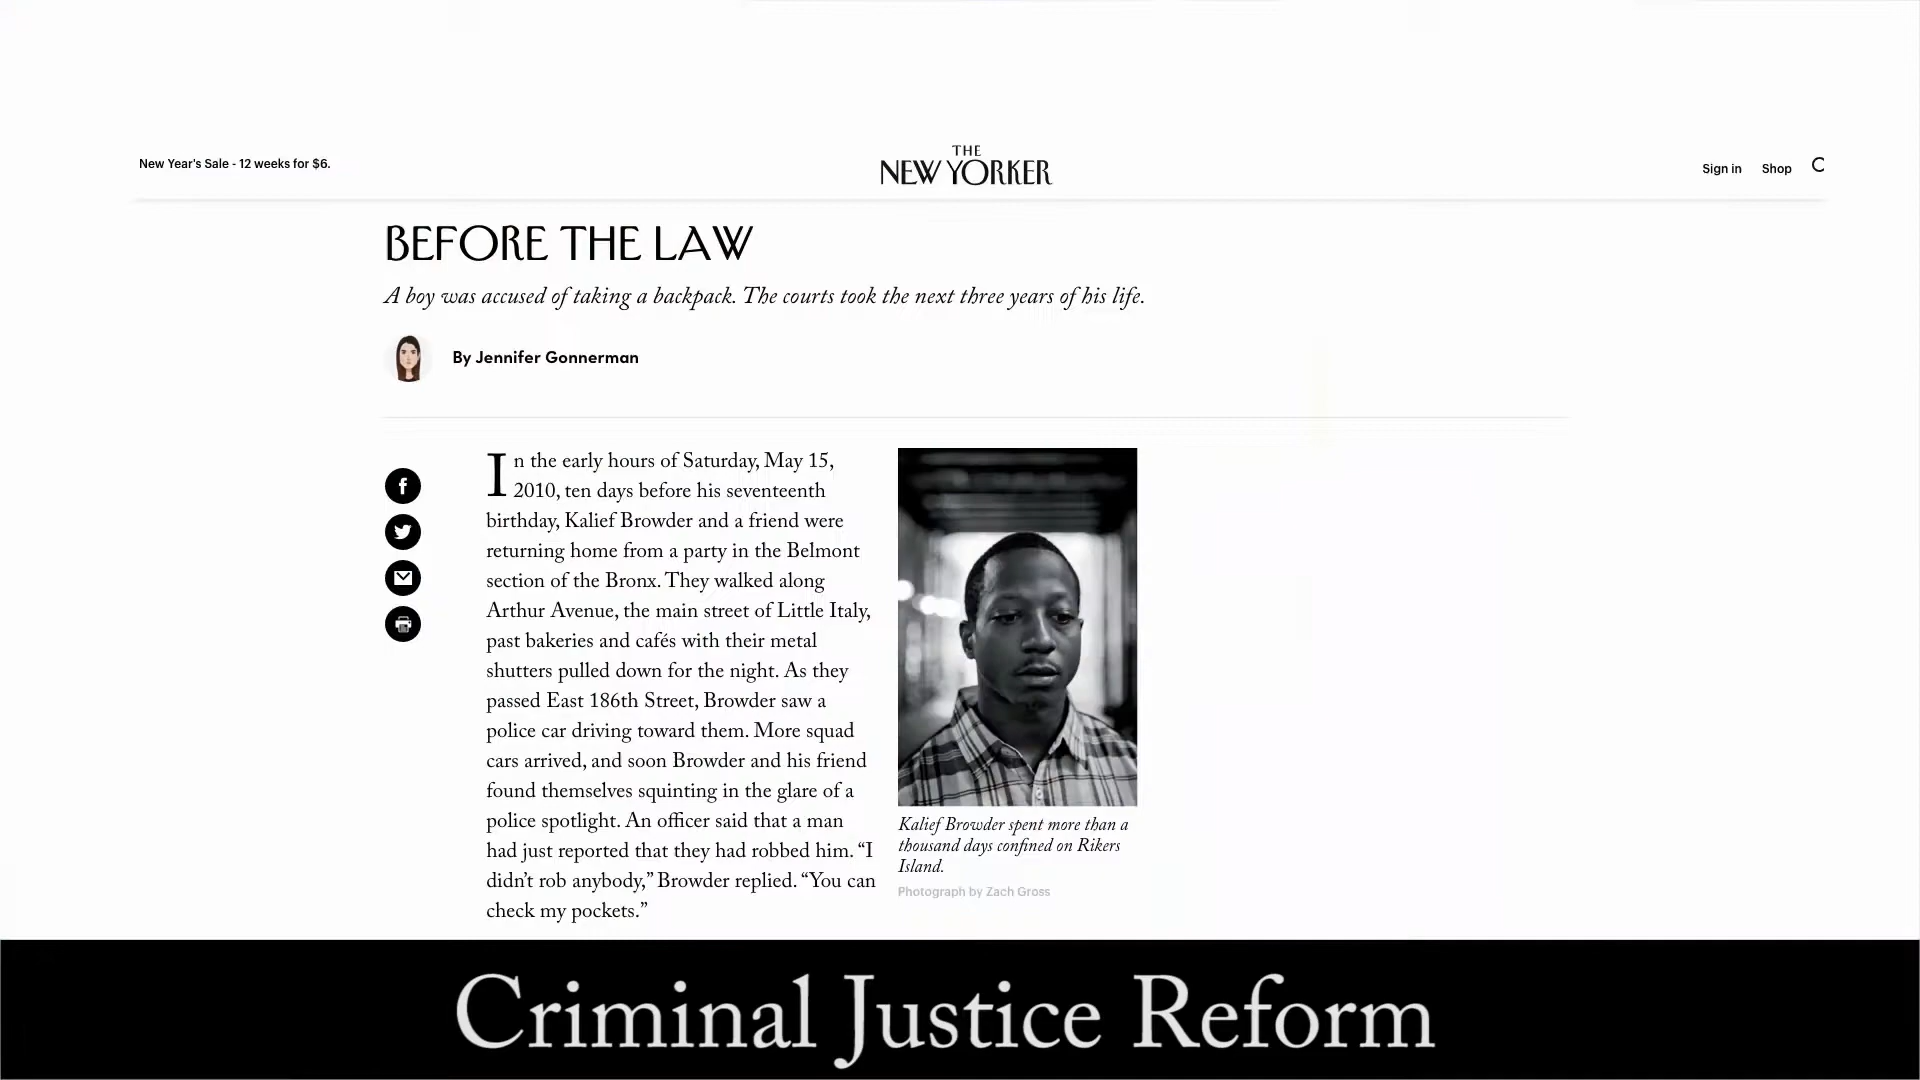 New Year's Sale - 12 weeks for $6.
THE
NEW YORKER
Sign in
Shop
BEFORE THE LAW
A boy was accused of taking a backpack. The courts took the next three years of his life.
By Jennifer Gonnerman
In the early hours of Saturday, May 15,
2010, ten days before his seventeenth
birthday, Kalief Browder and a friend were
returning home from a party in the Belmont
section of the Bronx. They walked along
Arthur Avenue, the main street of Little Italy,
past bakeries and cafés with their metal
shutters pulled down for the night. As they
passed East 186th Street, Browder saw a
police car driving toward them. More squad
cars arrived, and soon Browder and his friend
found themselves squinting in the glare of a
police spotlight. An officer said that a man
had just reported that they had robbed him. “I
didn’t rob anybody,” Browder replied. “You can
check my pockets.”
Kalief Browder spent more than a
thousand days confined on Rikers
Island.
Photograph by Zach Gross
Criminal Justice Reform